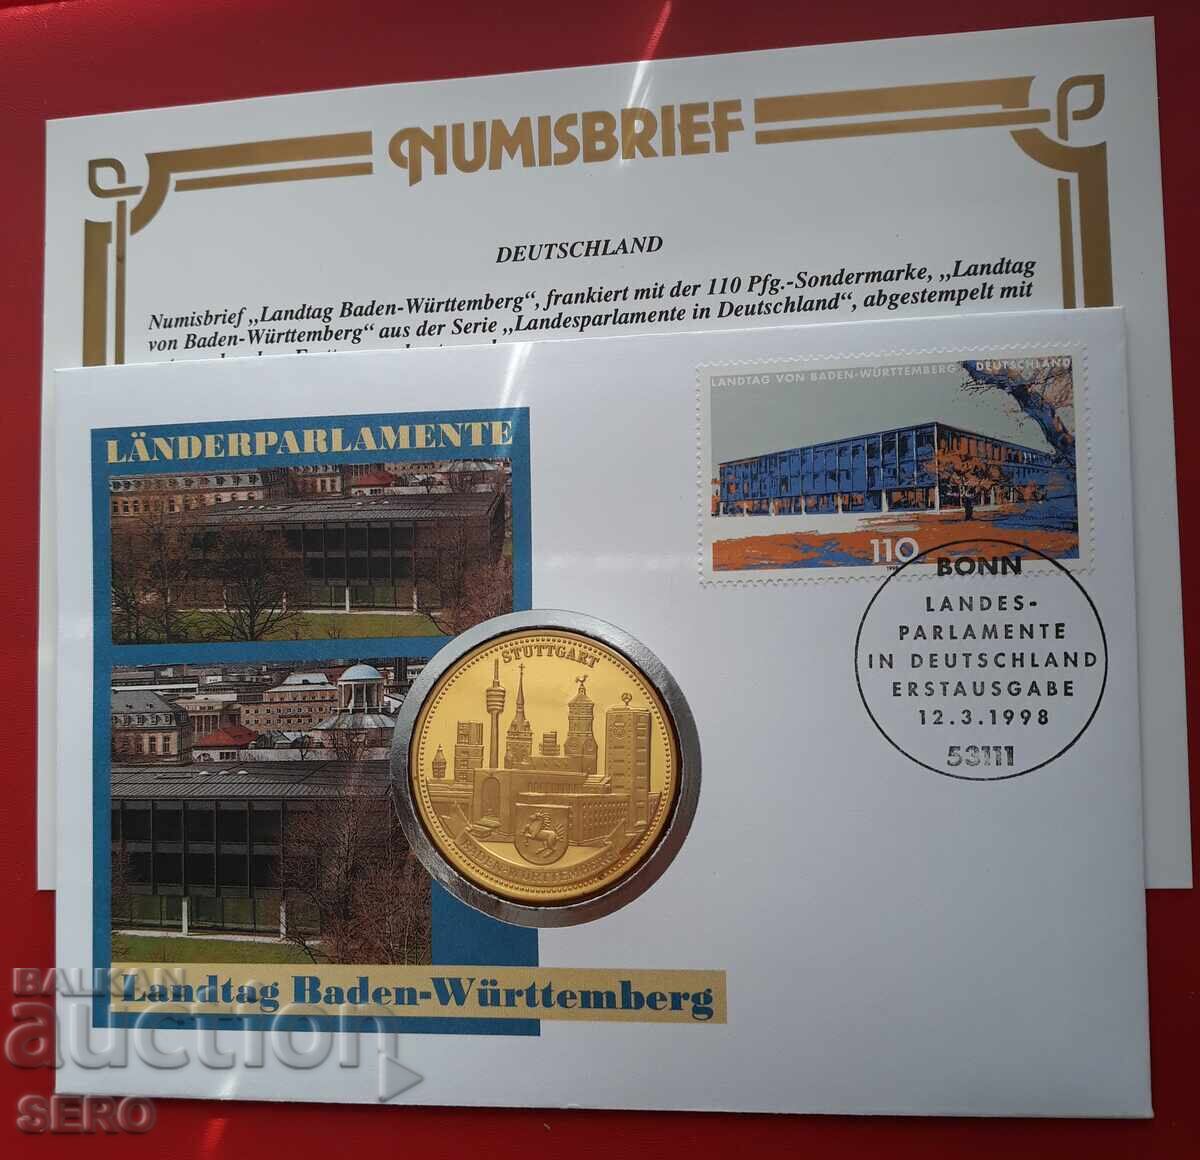 NUMISBRIEF
DEUTSCHLAND
Numisbrief „Landtag Baden-Württemberg“, frankiert mit der 110 Pfg.-Sondermarke, „Landtag
von Baden-Württemberg“ aus der Serie „Landesparlamente in Deutschland“, abgestempelt mit
LÄNDERPARLAMENTE
LANDTAG VON BADEN-WÜRTTEMBERG DEUTSCHLAND
110
1998
BONN
LANDES-
PARLAMENTE
IN DEUTSCHLAND
ERSTAUSGABE
12.3.1998
53111
STUTTGART
BADEN-WÜRTTEMBERG
Landtag Baden-Württemberg
BALKAN
auction
SERO